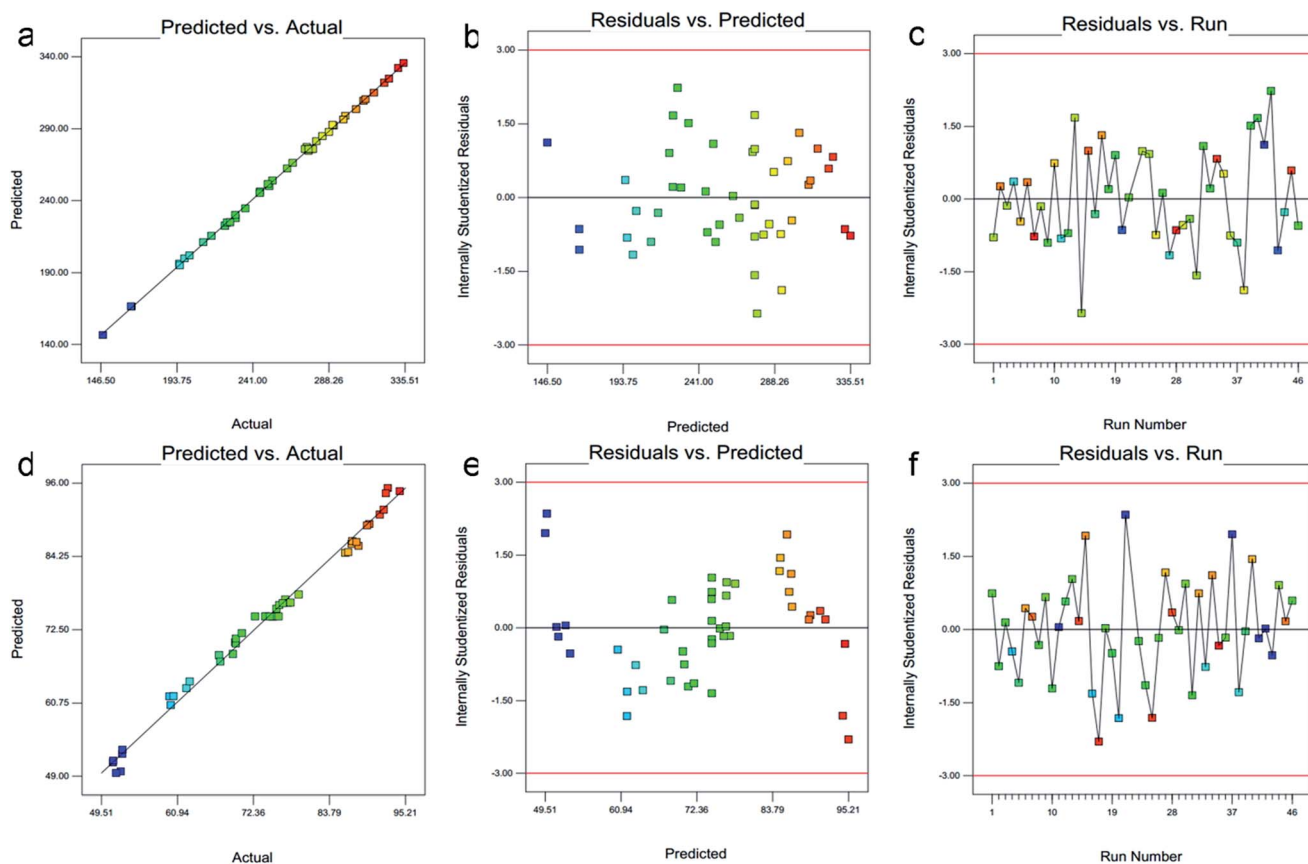 a
Predicted vs. Actual
Predicted
340.00
290.00
240.00
190.00
140.00
146.50 193.75 241.00 288.26 335.51
Actual
b
Residuals vs. Predicted
Internally Studentized Residuals
3.00
1.50
0.00
-1.50
-3.00
146.50 193.75 241.00 288.26 335.51
Predicted
c
Residuals vs. Run
Internally Studentized Residuals
3.00
1.50
0.00
-1.50
-3.00
1 10 19 28 37 46
Run Number
d
Predicted vs. Actual
Predicted
96.00
84.25
72.50
60.75
49.00
49.51 60.94 72.36 83.79 95.21
Actual
e
Residuals vs. Predicted
Internally Studentized Residuals
3.00
1.50
0.00
-1.50
-3.00
49.51 60.94 72.36 83.79 95.21
Predicted
f
Residuals vs. Run
Internally Studentized Residuals
3.00
1.50
0.00
-1.50
-3.00
1 10 19 28 37 46
Run Number